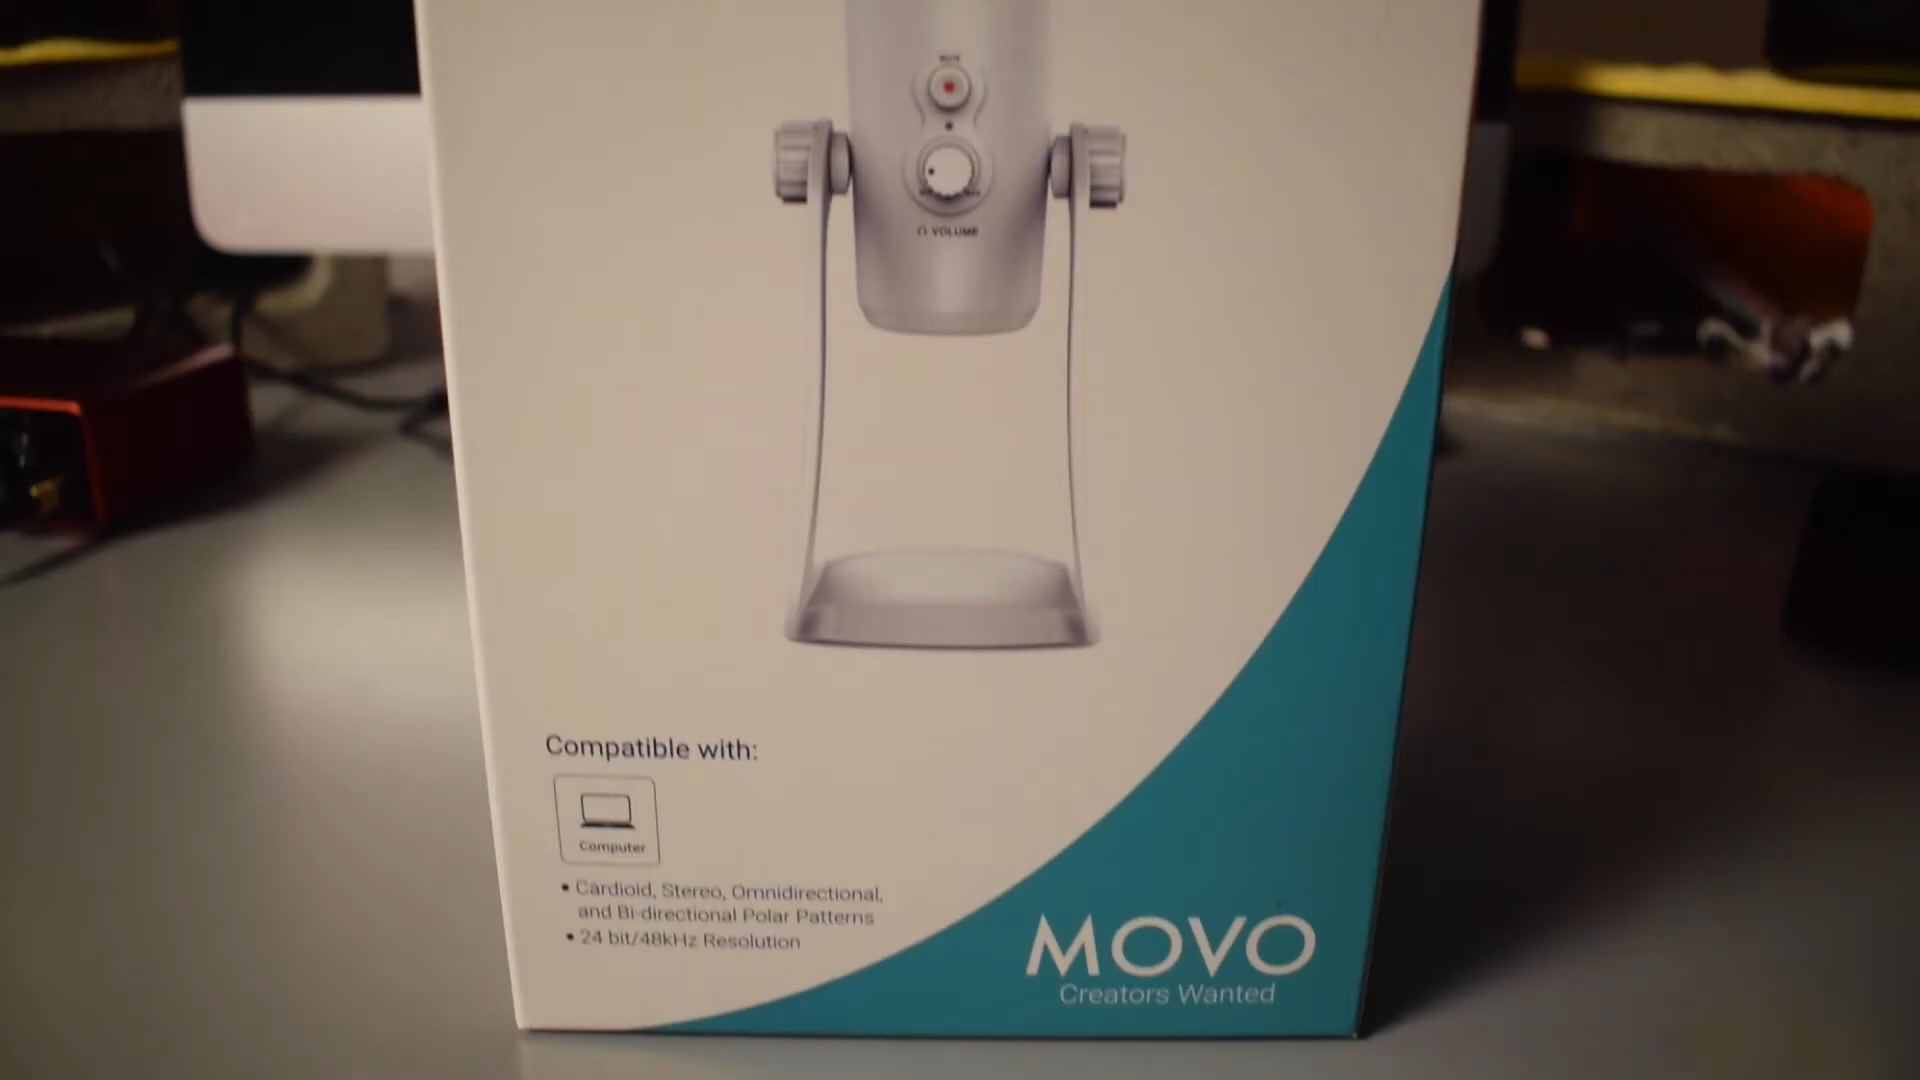 MUTE
VOLUME
Compatible with:
Computer
• Cardioid, Stereo, Omnidirectional,
and Bi-directional Polar Patterns
• 24 bit/48kHz Resolution
MOVO
Creators Wanted